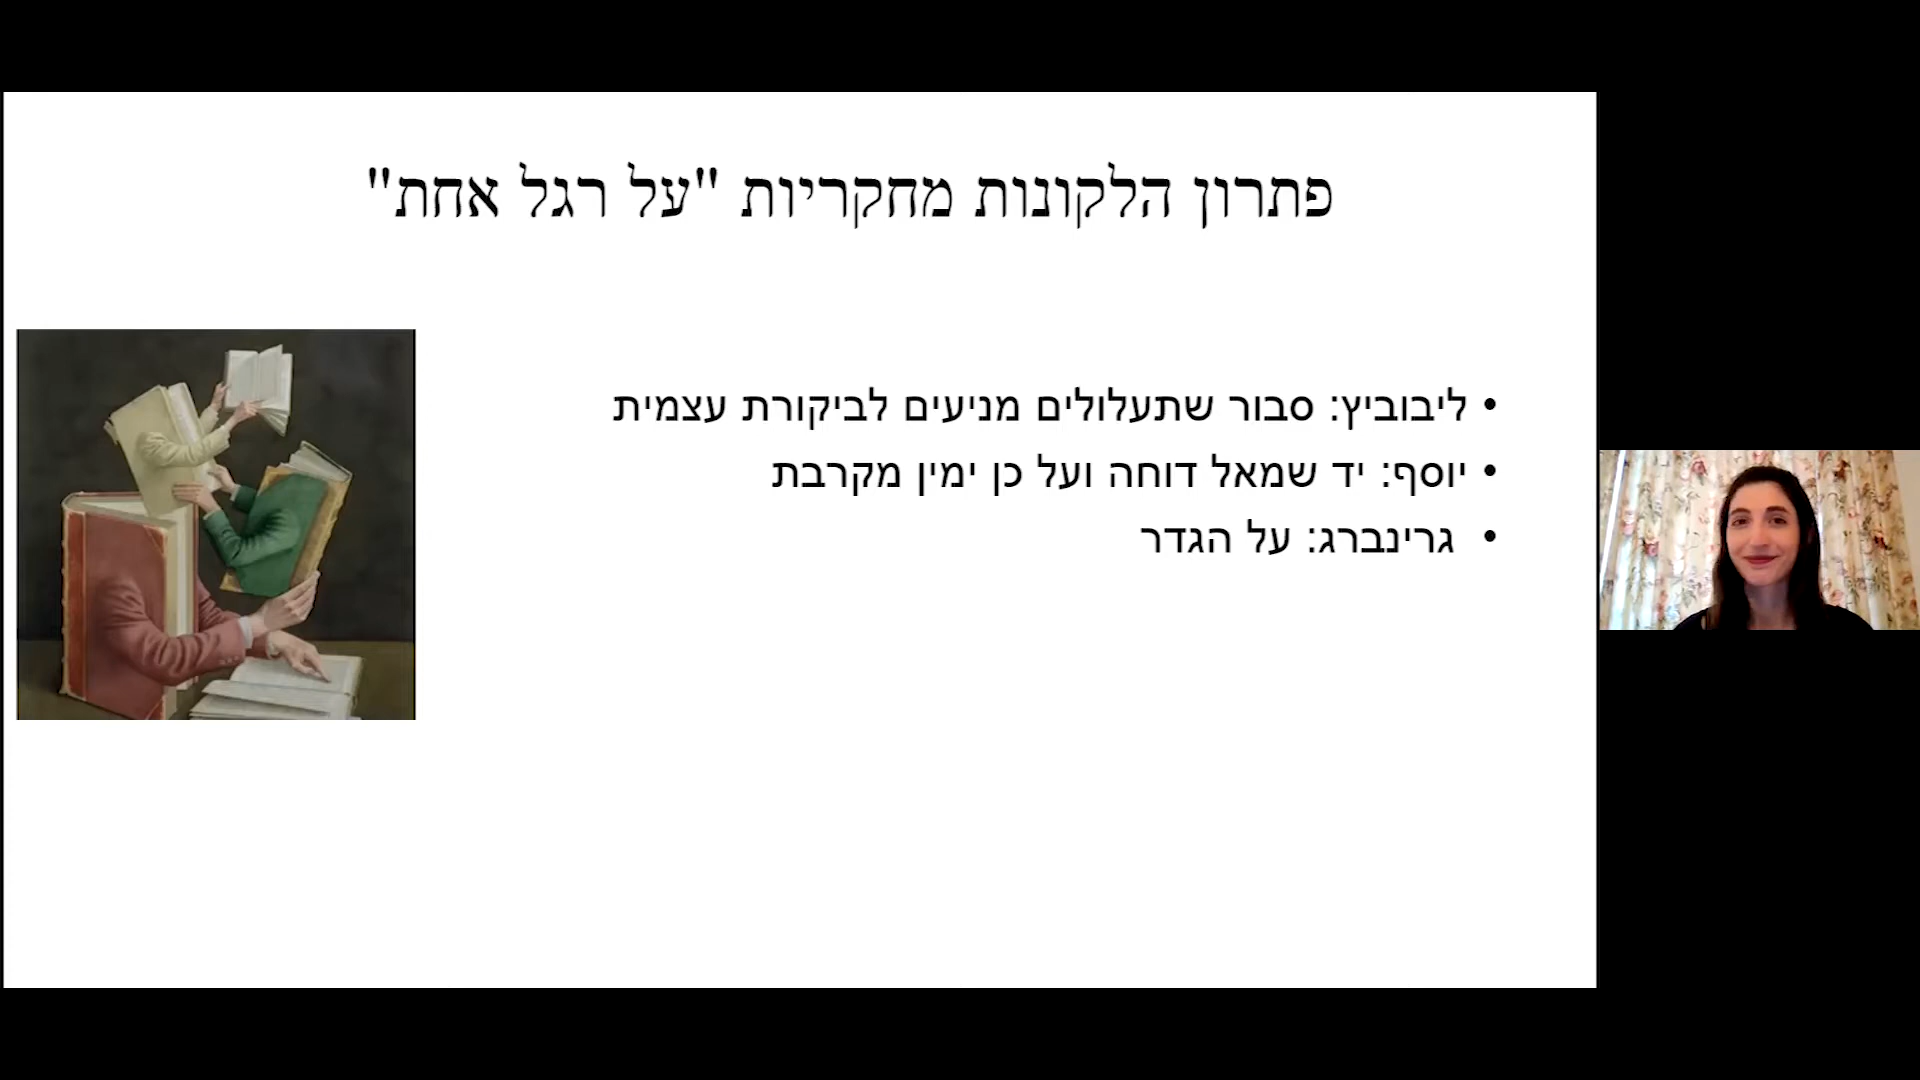 פתרון הלקונות מחקריות "על רגל אחת"
• ליבוביץ: סבור שתעלולים מניעים לביקורת עצמית
• יוסף: יד שמאל דוחה ועל כן ימין מקרבת
• גרינברג: על הגדר